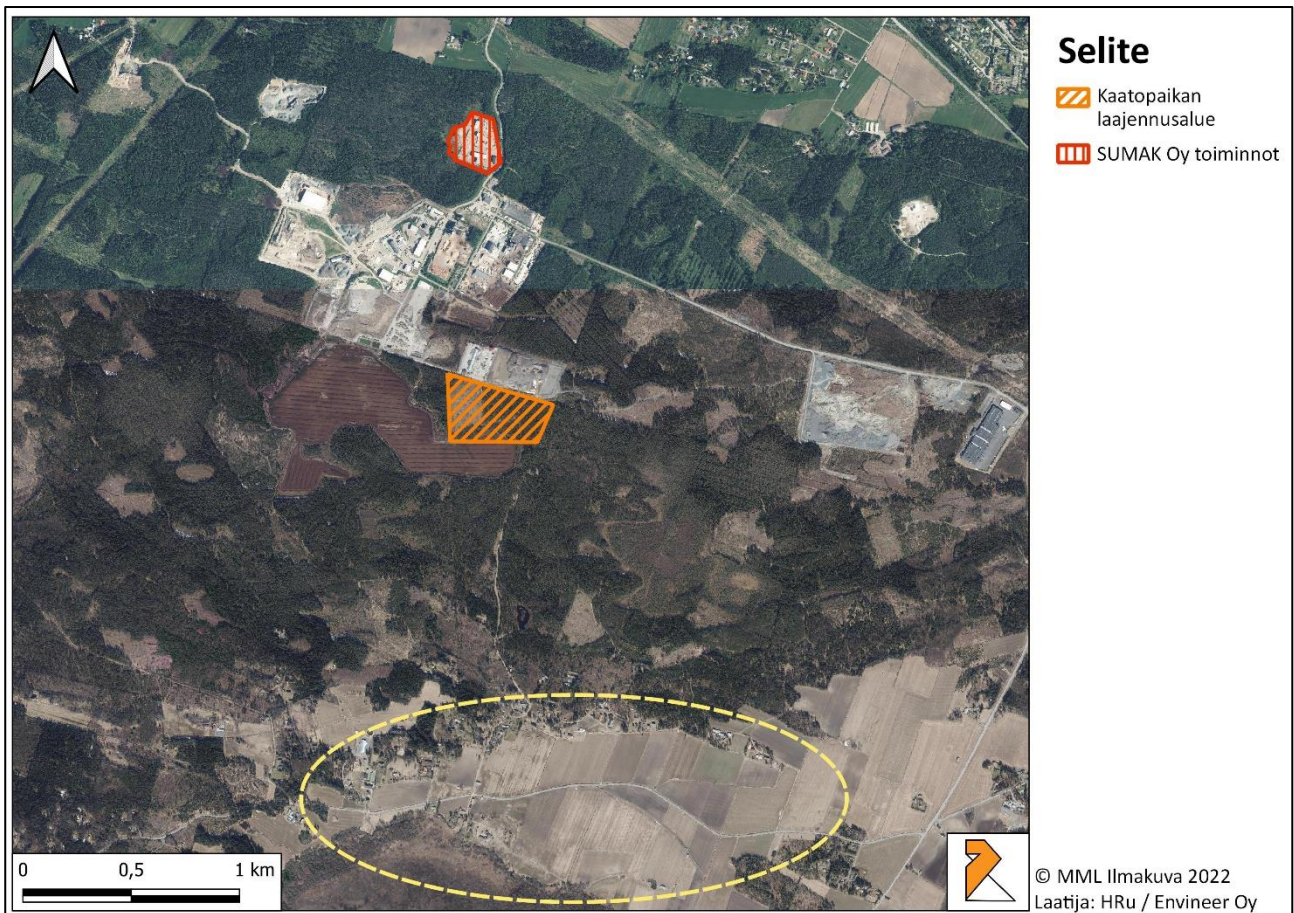 Selite
Kaatopaikan
laajennusalue
SUMAK Oy toiminnot
0 0,5 1 km
© MML Ilmakuva 2022
Laatija: HRu / Envineer Oy